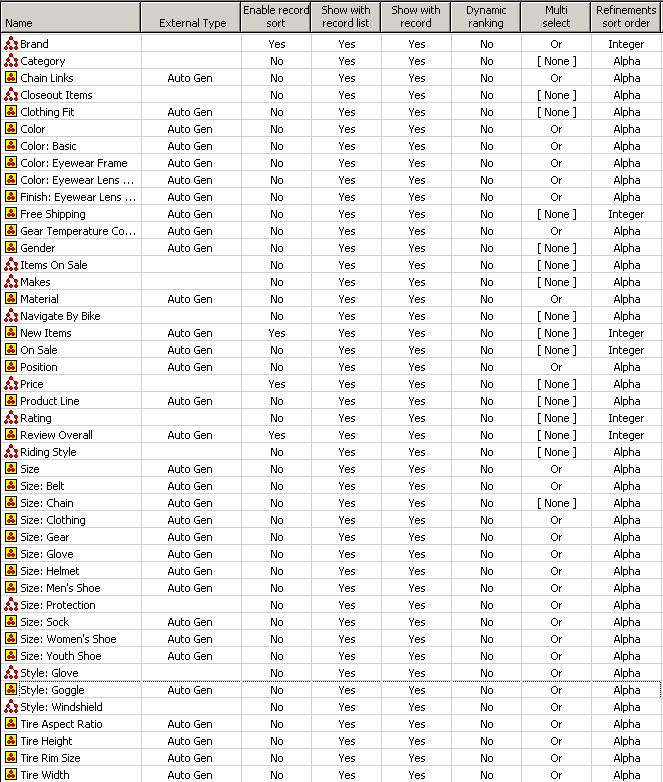 Name External Type Enable record sort Show with record list Show with record Dynamic ranking Multi select Refinements sort order
Brand Yes Yes Yes No Or Integer
Category No Yes Yes No [ None ] Alpha
Chain Links Auto Gen No Yes Yes No Or Alpha
Closeout Items No Yes Yes No [ None ] Alpha
Clothing Fit Auto Gen No Yes Yes No [ None ] Alpha
Color Auto Gen No Yes Yes No Or Alpha
Color: Basic Auto Gen No Yes Yes No Or Alpha
Color: Eyewear Frame Auto Gen No Yes Yes No Or Alpha
Color: Eyewear Lens ... Auto Gen No Yes Yes No Or Alpha
Finish: Eyewear Lens ... Auto Gen No Yes Yes No Or Alpha
Free Shipping Auto Gen No Yes Yes No [ None ] Integer
Gear Temperature Co... Auto Gen No Yes Yes No Or Alpha
Gender Auto Gen No Yes Yes No [ None ] Alpha
Items On Sale No Yes Yes No [ None ] Alpha
Makes No Yes Yes No [ None ] Alpha
Material Auto Gen No Yes Yes No Or Alpha
Navigate By Bike No Yes Yes No [ None ] Alpha
New Items Auto Gen Yes Yes Yes No [ None ] Integer
On Sale Auto Gen No Yes Yes No [ None ] Integer
Position Auto Gen No Yes Yes No Or Alpha
Price Yes Yes Yes No [ None ] Alpha
Product Line Auto Gen No Yes Yes No [ None ] Alpha
Rating No Yes Yes No [ None ] Integer
Review Overall Auto Gen Yes Yes Yes No [ None ] Integer
Riding Style No Yes Yes No [ None ] Alpha
Size Auto Gen No Yes Yes No Or Alpha
Size: Belt Auto Gen No Yes Yes No Or Alpha
Size: Chain Auto Gen No Yes Yes No [ None ] Alpha
Size: Clothing Auto Gen No Yes Yes No Or Alpha
Size: Gear Auto Gen No Yes Yes No Or Alpha
Size: Glove Auto Gen No Yes Yes No Or Alpha
Size: Helmet Auto Gen No Yes Yes No Or Alpha
Size: Men's Shoe Auto Gen No Yes Yes No Or Alpha
Size: Protection No Yes Yes No Or Alpha
Size: Sock Auto Gen No Yes Yes No Or Alpha
Size: Women's Shoe Auto Gen No Yes Yes No Or Alpha
Size: Youth Shoe Auto Gen No Yes Yes No Or Alpha
Style: Glove No Yes Yes No Or Alpha
Style: Goggle Auto Gen No Yes Yes No Or Alpha
Style: Windshield No Yes Yes No Or Alpha
Tire Aspect Ratio Auto Gen No Yes Yes No Or Alpha
Tire Height Auto Gen No Yes Yes No Or Alpha
Tire Rim Size Auto Gen No Yes Yes No Or Alpha
Tire Width Auto Gen No Yes Yes No Or Alpha